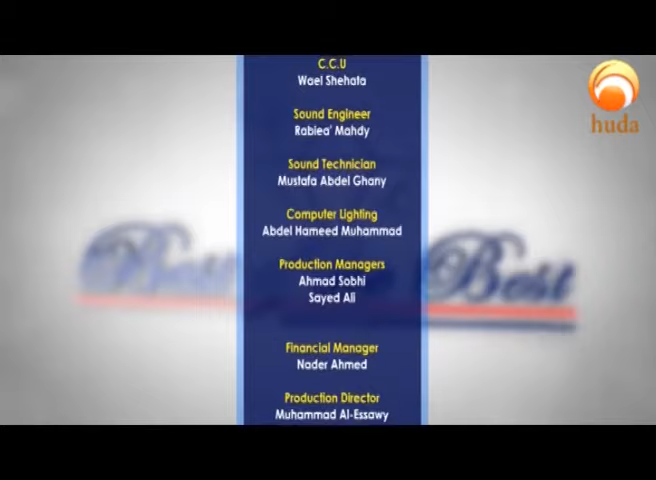 C.C.U
Wael Shehata
Sound Engineer
Rabiea' Mahdy
Sound Technician
Mustafa Abdel Ghany
Computer Lighting
Abdel Hameed Muhammad
Production Managers
Ahmad Sobhi
Sayed Ali
Financial Manager
Nader Ahmed
Production Director
Muhammad Al-Essawy
huda
Best Best